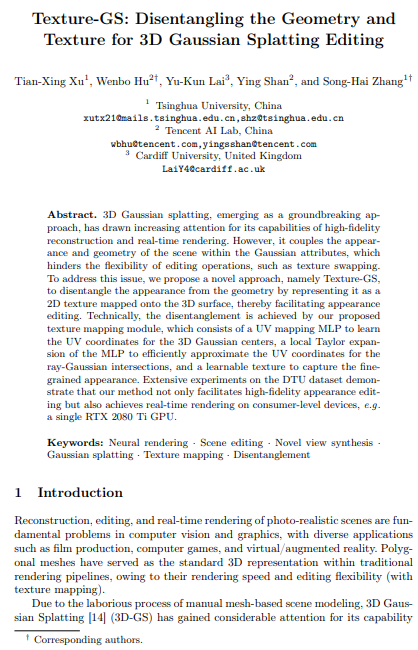 Texture-GS: Disentangling the Geometry and
Texture for 3D Gaussian Splatting Editing
Tian-Xing Xu1, Wenbo Hu2†, Yu-Kun Lai3, Ying Shan2, and Song-Hai Zhang1†
1 Tsinghua University, China
xutx21@mails.tsinghua.edu.cn,shz@tsinghua.edu.cn
2 Tencent AI Lab, China
wbhu@tencent.com,yingsshan@tencent.com
3 Cardiff University, United Kingdom
LaiY4@cardiff.ac.uk
Abstract. 3D Gaussian splatting, emerging as a groundbreaking ap-
proach, has drawn increasing attention for its capabilities of high-fidelity
reconstruction and real-time rendering. However, it couples the appear-
ance and geometry of the scene within the Gaussian attributes, which
hinders the flexibility of editing operations, such as texture swapping.
To address this issue, we propose a novel approach, namely Texture-GS,
to disentangle the appearance from the geometry by representing it as a
2D texture mapped onto the 3D surface, thereby facilitating appearance
editing. Technically, the disentanglement is achieved by our proposed
texture mapping module, which consists of a UV mapping MLP to learn
the UV coordinates for the 3D Gaussian centers, a local Taylor expan-
sion of the MLP to efficiently approximate the UV coordinates for the
ray-Gaussian intersections, and a learnable texture to capture the fine-
grained appearance. Extensive experiments on the DTU dataset demon-
strate that our method not only facilitates high-fidelity appearance edit-
ing but also achieves real-time rendering on consumer-level devices, e.g.
a single RTX 2080 Ti GPU.
Keywords: Neural rendering · Scene editing · Novel view synthesis ·
Gaussian splatting · Texture mapping · Disentanglement
1 Introduction
Reconstruction, editing, and real-time rendering of photo-realistic scenes are fun-
damental problems in computer vision and graphics, with diverse applications
such as film production, computer games, and virtual/augmented reality. Polyg-
onal meshes have served as the standard 3D representation within traditional
rendering pipelines, owing to their rendering speed and editing flexibility (with
texture mapping).
Due to the laborious process of manual mesh-based scene modeling, 3D Gaus-
sian Splatting [14] (3D-GS) has gained considerable attention for its capability
† Corresponding authors.